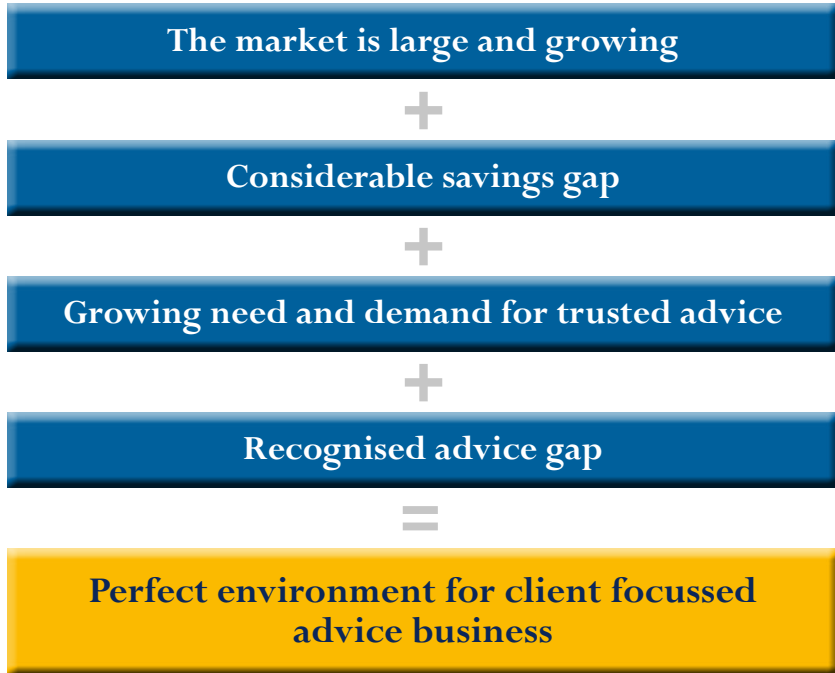 The market is large and growing
+
Considerable savings gap
+
Growing need and demand for trusted advice
+
Recognised advice gap
=
Perfect environment for client focussed
advice business